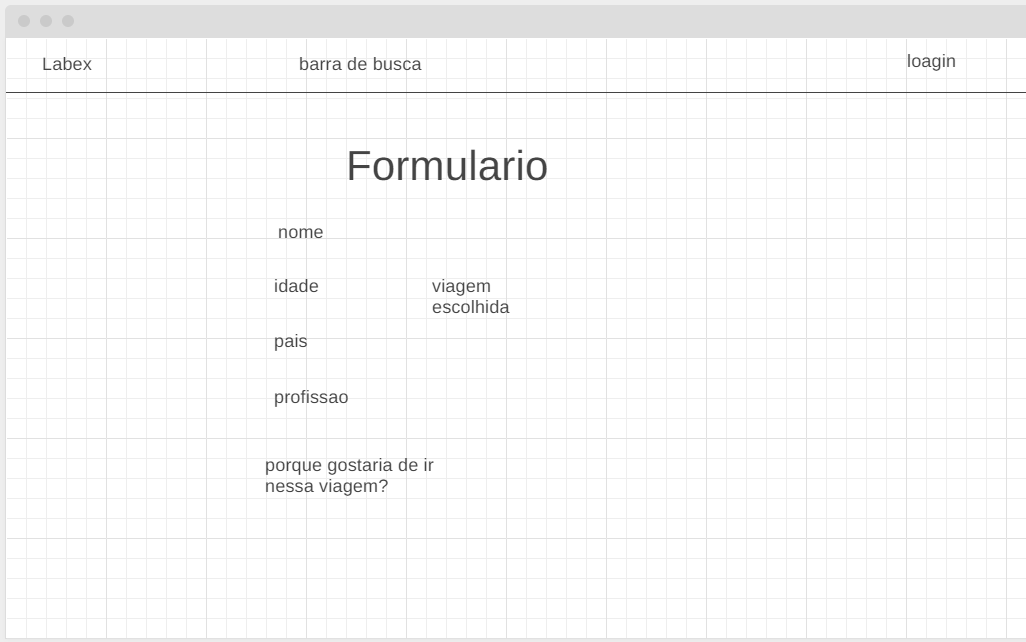 Labex
barra de busca
loagin
Formulario
nome
idade
viagem
escolhida
pais
profissao
porque gostaria de ir
nessa viagem?